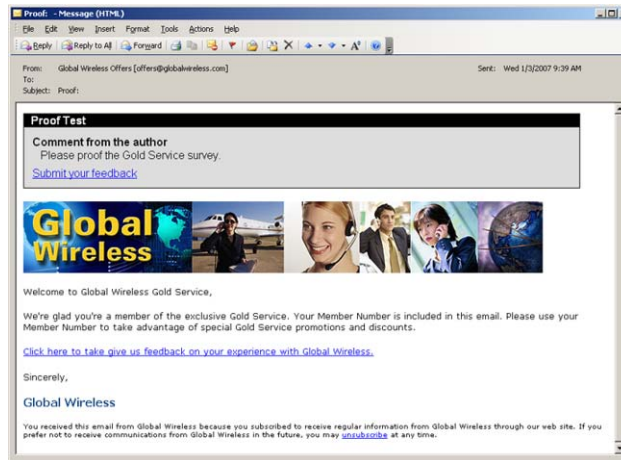 Proof: - Message (HTML)
File Edit View Insert Format Tools Actions Help
Reply Reply to All Forward
From: Global Wireless Offers [offers@globalwireless.com] Sent: Wed 1/3/2007 9:39 AM
To:
Subject: Proof:
Proof Test
Comment from the author
Please proof the Gold Service survey.
Submit your feedback
Global
Wireless
Welcome to Global Wireless Gold Service,
We're glad you're a member of the exclusive Gold Service. Your Member Number is included in this email. Please use your
Member Number to take advantage of special Gold Service promotions and discounts.
Click here to take give us feedback on your experience with Global Wireless.
Sincerely,
Global Wireless
You received this email from Global Wireless because you subscribed to receive regular information from Global Wireless through our web site. If you
prefer not to receive communications from Global Wireless in the future, you may unsubscribe at any time.